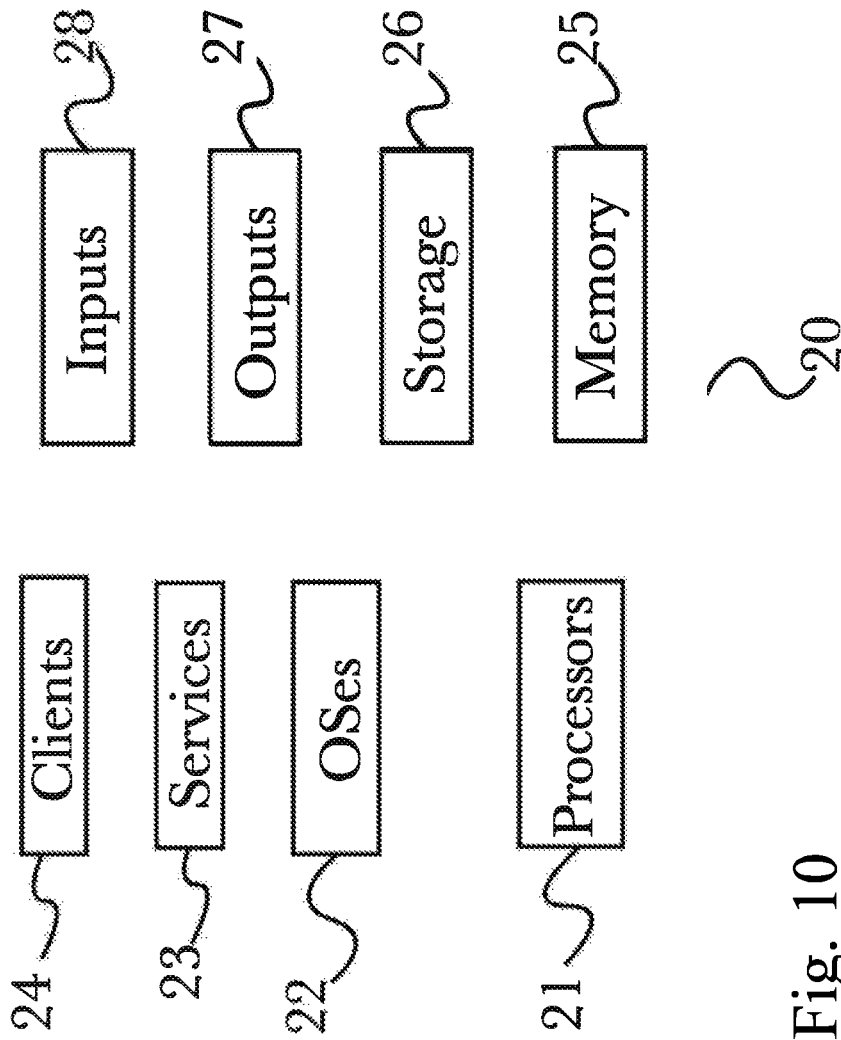 24
Clients
Inputs
28
23
Services
Outputs
27
22
OSes
Storage
26
21
Processors
Memory
25
20
Fig. 10